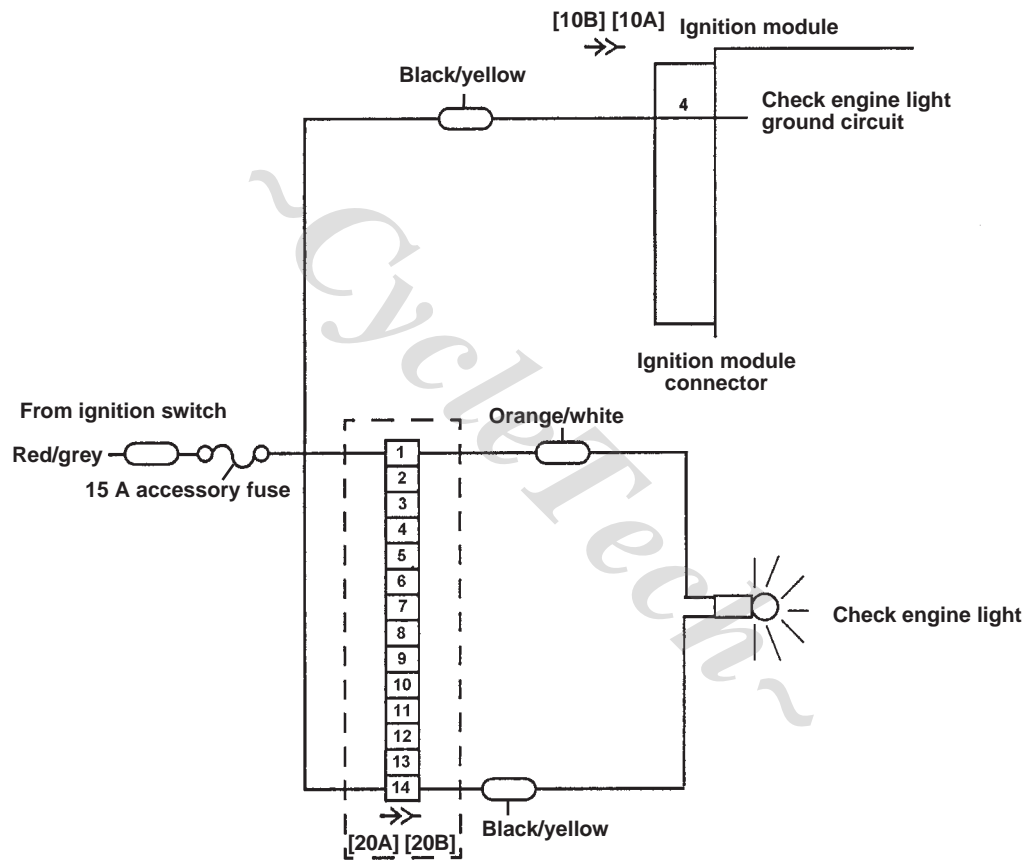 [10B] [10A]
Ignition module
Black/yellow
4
Check engine light
ground circuit
Ignition module
connector
From ignition switch
Red/grey
15 A accessory fuse
Orange/white
1
2
3
4
5
6
7
8
9
10
11
12
13
14
Check engine light
Black/yellow
[20A] [20B]
~CycleTech~